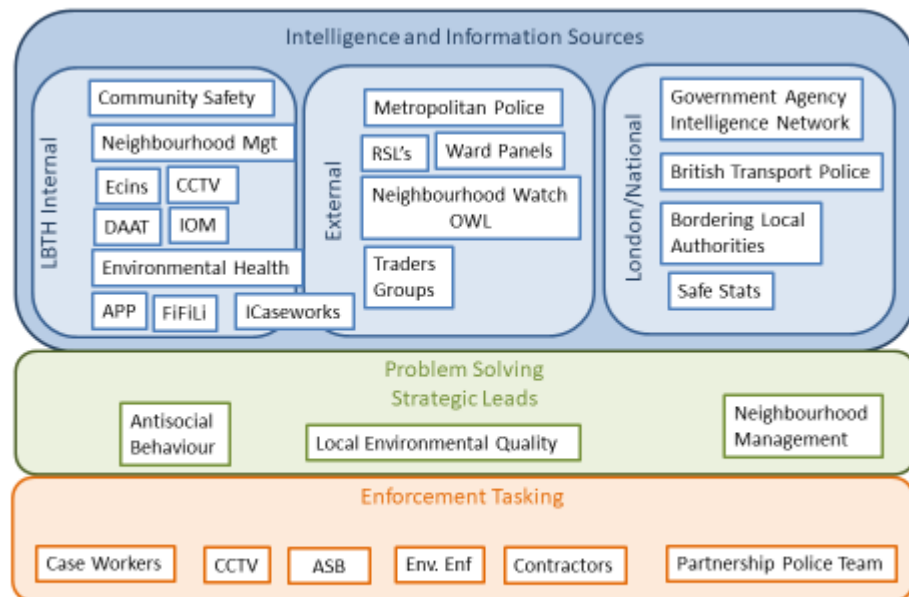 Intelligence and Information Sources
LBTH Internal
Community Safety
Neighbourhood Mgt
Ecins
CCTV
DAAT
IOM
Environmental Health
APP
FiFiLi
ICaseworks
External
Metropolitan Police
RSL's
Ward Panels
Neighbourhood Watch
OWL
Traders
Groups
London/National
Government Agency
Intelligence Network
British Transport Police
Bordering Local
Authorities
Safe Stats
Problem Solving
Strategic Leads
Antisocial
Behaviour
Local Environmental Quality
Neighbourhood
Management
Enforcement Tasking
Case Workers
CCTV
ASB
Env. Enf
Contractors
Partnership Police Team